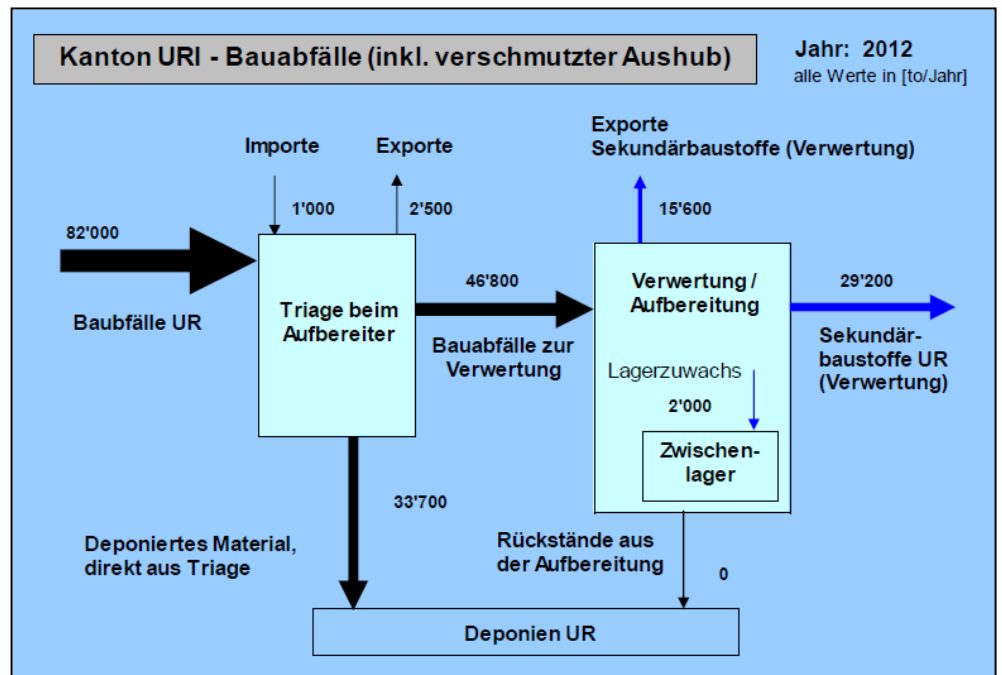 Kanton URI - Bauabfälle (inkl. verschmutzter Aushub)
Jahr: 2012
alle Werte in [to/Jahr]
Importe
Exporte
Exporte
Sekundärbaustoffe (Verwertung)
1'000
2'500
15'600
82'000
Baubfälle UR
Triage beim
Aufbereiter
46'800
Bauabfälle zur
Verwertung
Verwertung /
Aufbereitung
29'200
Sekundär-
baustoffe UR
(Verwertung)
Lagerzuwachs
2'000
Zwischen-
lager
33'700
Deponiertes Material,
direkt aus Triage
Rückstände aus
der Aufbereitung
0
Deponien UR